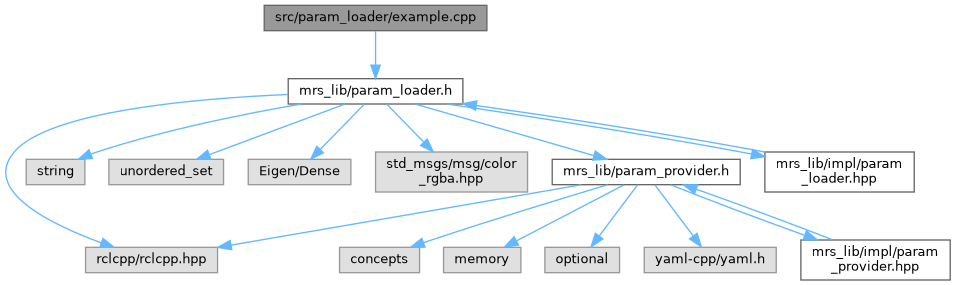 src/param_loader/example.cpp
mrs_lib/param_loader.h
string
unordered_set
Eigen/Dense
std_msgs/msg/color
_rgba.hpp
mrs_lib/param_provider.h
mrs_lib/impl/param
_loader.hpp
rclcpp/rclcpp.hpp
concepts
memory
optional
yaml-cpp/yaml.h
mrs_lib/impl/param
_provider.hpp